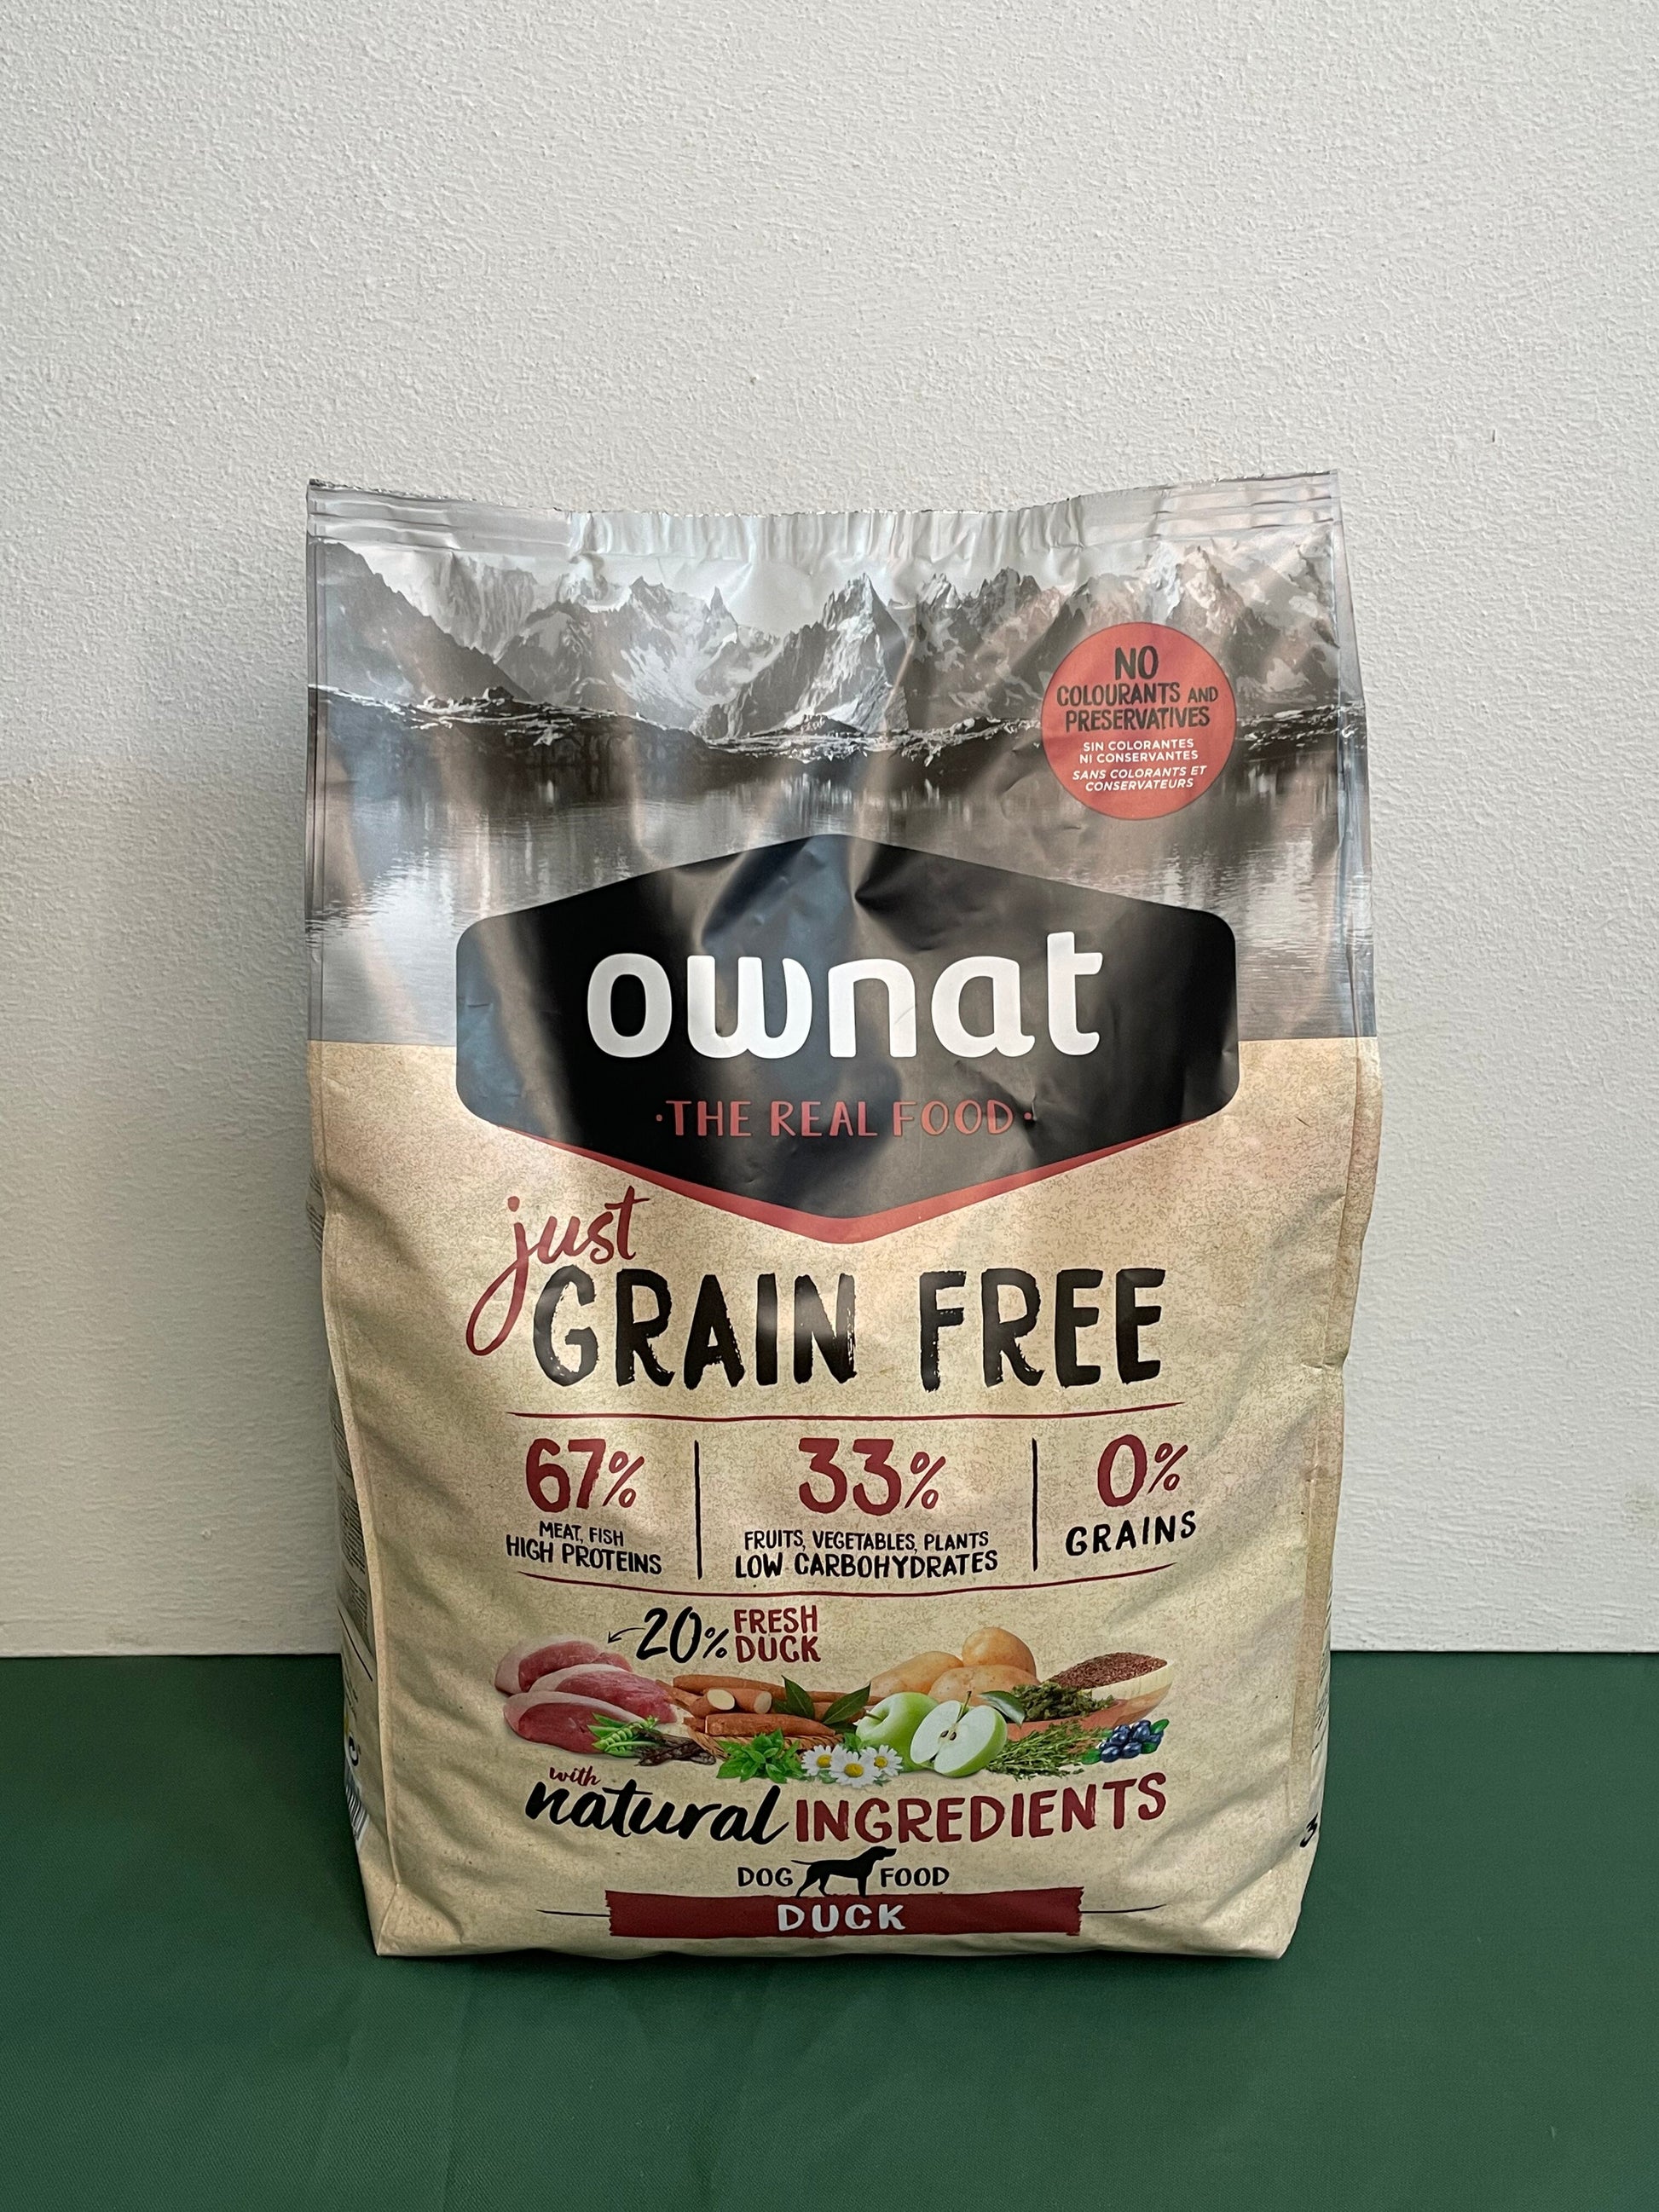 NO
COLOURANTS AND
PRESERVATIVES
SIN COLORANTES
NI CONSERVANTES
SANS COLORANTS ET
CONSERVATEURS
ownat
·THE REAL FOOD·
just
GRAIN FREE
67%
MEAT, FISH
HIGH PROTEINS
33%
FRUITS, VEGETABLES, PLANTS
LOW CARBOHYDRATES
0%
GRAINS
20% FRESH
DUCK
with
natural INGREDIENTS
DOG FOOD
DUCK
3